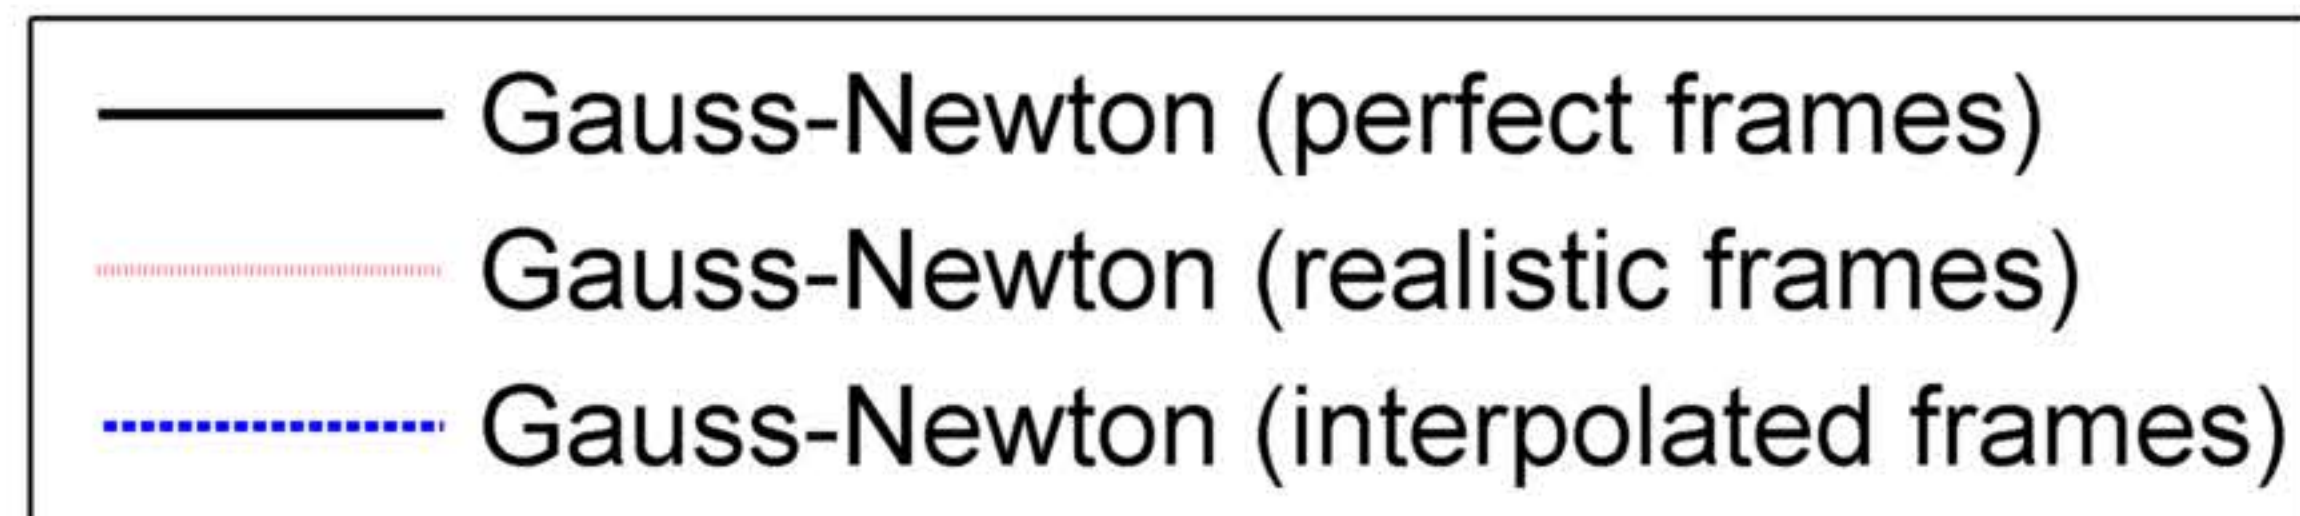 Gauss-Newton (perfect frames)
Gauss-Newton (realistic frames)
Gauss-Newton (interpolated frames)